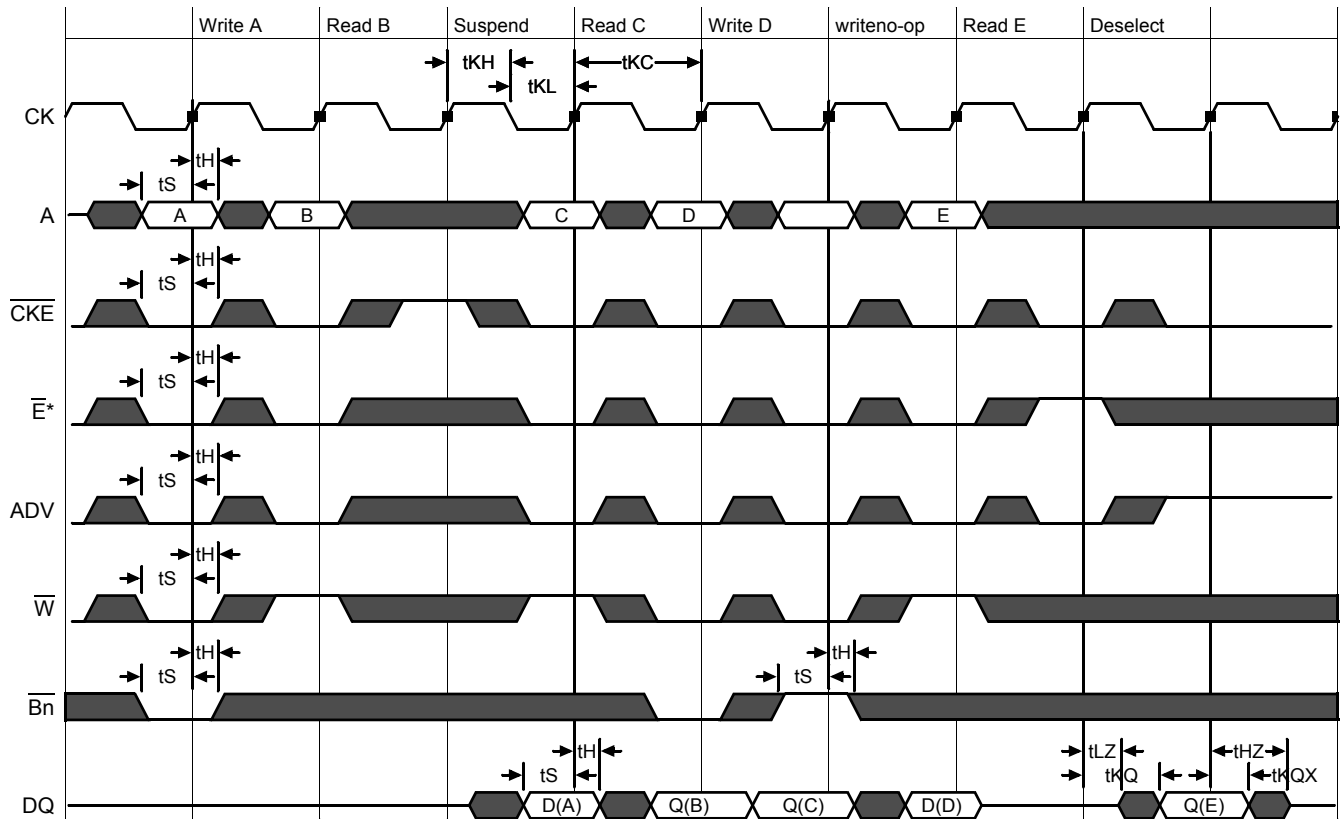 Write A Read B Suspend Read C Write D writeno-op Read E Deselect
tKH tKC
tKL
CK
tH
tS
A A B C D E
tH
tS
CKE
tH
tS
E*
tH
tS
ADV
tH
tS
W
tH tH
tS tS
Bn
tH tLZ tHZ
tS tKQ tKQX
DQ D(A) Q(B) Q(C) D(D) Q(E)